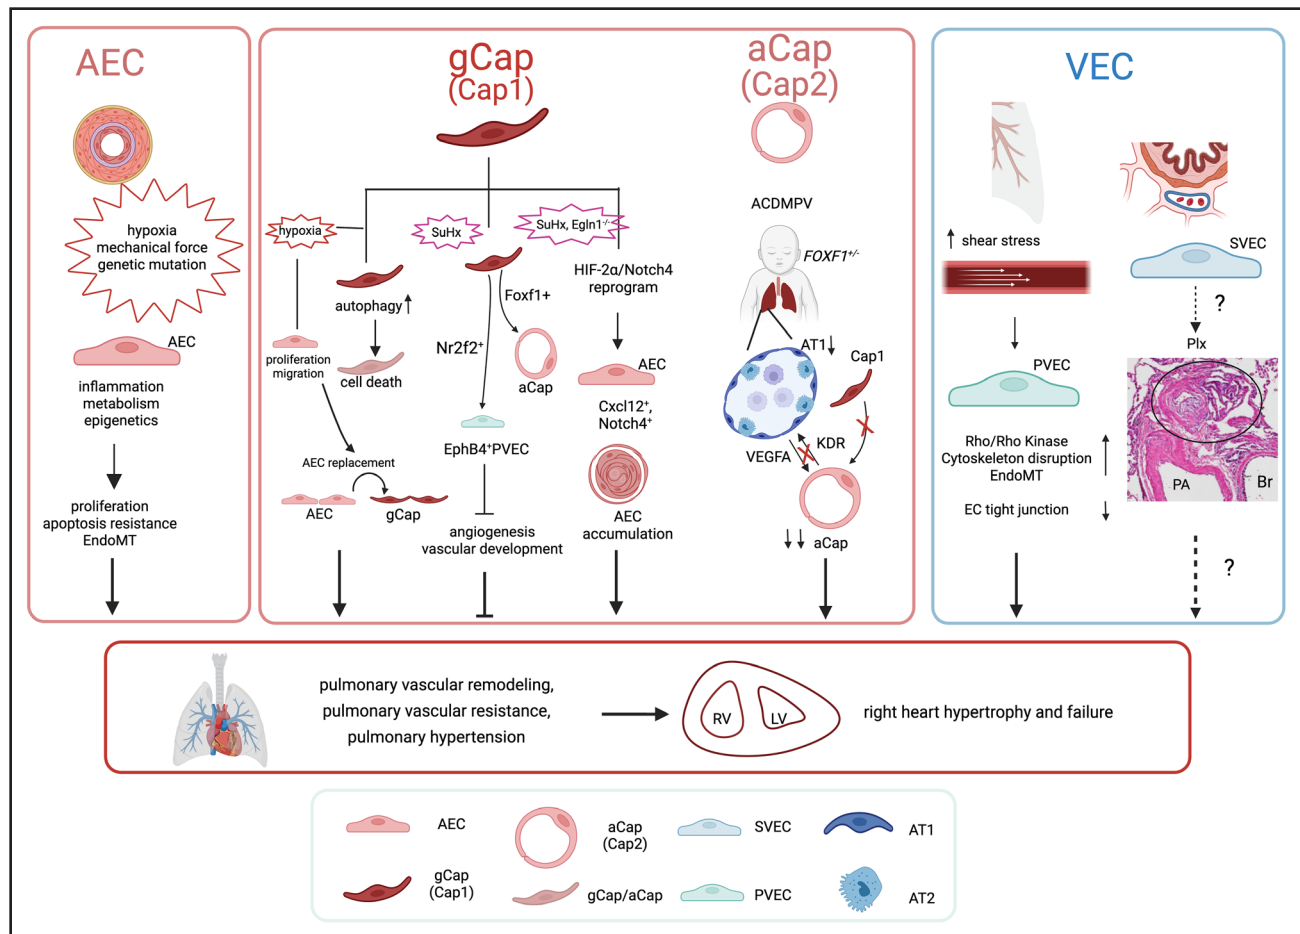 AEC
hypoxia
mechanical force
genetic mutation
AEC
inflammation
metabolism
epigenetics
proliferation
apoptosis resistance
EndoMT
gCap
(Cap1)
hypoxia
autophagy ↑
cell death
proliferation
migration
AEC replacement
AEC
gCap
SuHx
Foxf1+
Nr2f2⁺
aCap
EphB4⁺PVEC
angiogenesis
vascular development
SuHx, Egln1⁻/⁻
HIF-2α/Notch4
reprogram
AEC
Cxcl12⁺,
Notch4⁺
AEC
accumulation
aCap
(Cap2)
ACDMPV
FOXF1⁺/⁻
AT1↓
Cap1
KDR
VEGFA
↓↓ aCap
VEC
↑ shear stress
PVEC
Rho/Rho Kinase
Cytoskeleton disruption
EndoMT
EC tight junction ↓
SVEC
?
Plx
PA
Br
?
pulmonary vascular remodeling,
pulmonary vascular resistance,
pulmonary hypertension
RV
LV
right heart hypertrophy and failure
AEC
aCap
(Cap2)
SVEC
AT1
gCap
(Cap1)
gCap/aCap
PVEC
AT2